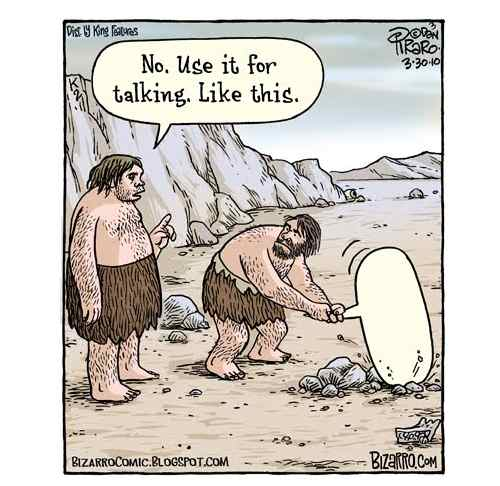 Dist. by King Features
©Dan
Piraro.
3·30·10
No. Use it for
talking. Like this.
BIZARROCOMIC.BLOGSPOT.COM
BIZARRO.COM